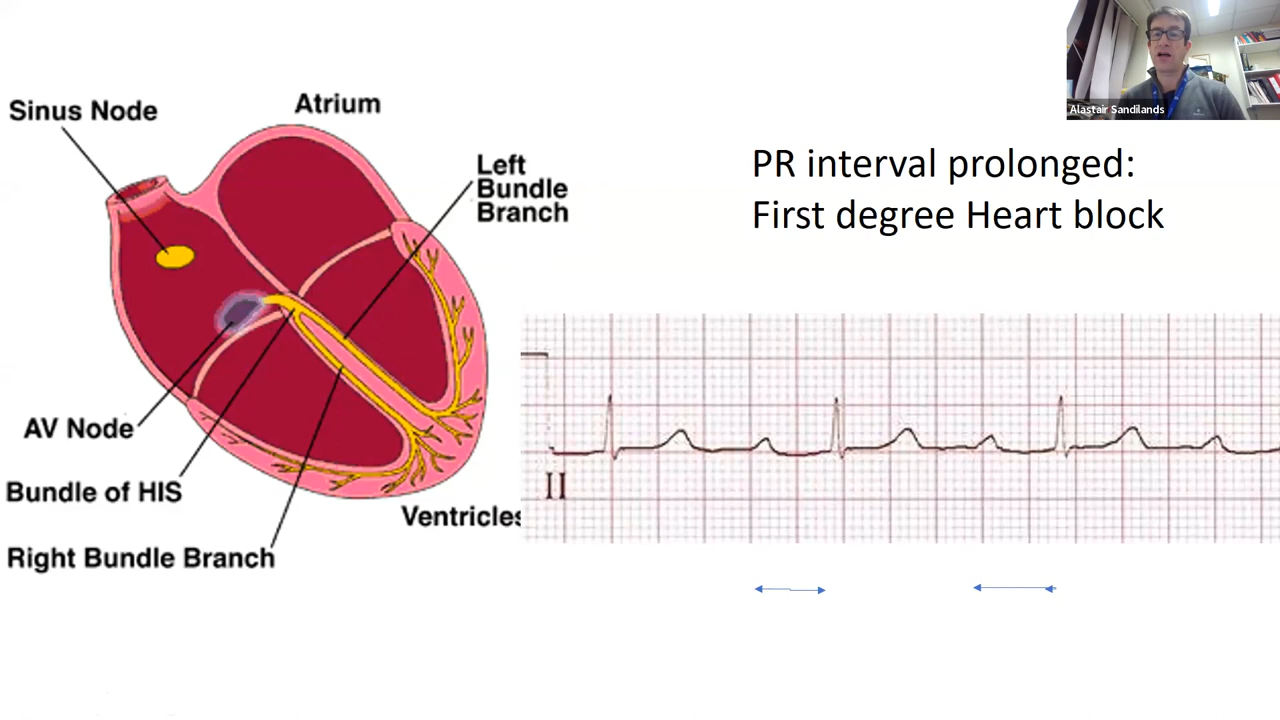 Alastair Sandilands
Sinus Node
Atrium
Left
Bundle
Branch
PR interval prolonged:
First degree Heart block
AV Node
Bundle of HIS
Right Bundle Branch
Ventricles
II